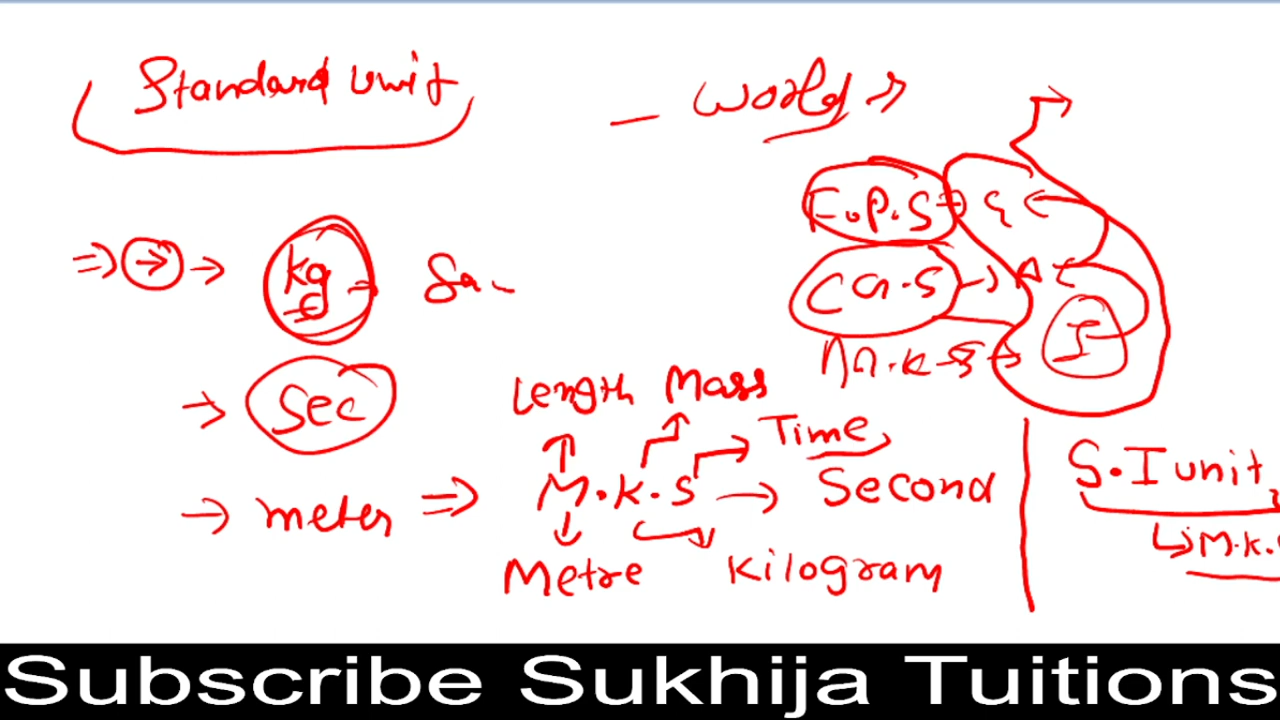 Standard Unit
— World
F.P.S
C G.S
M.K.S
I
⇒ → → kg
Sec
Length Mass
Time
→ meter ⇒ M.K.S → Second
S.I unit
Metre Kilogram
M.K.
Subscribe Sukhija Tuitions